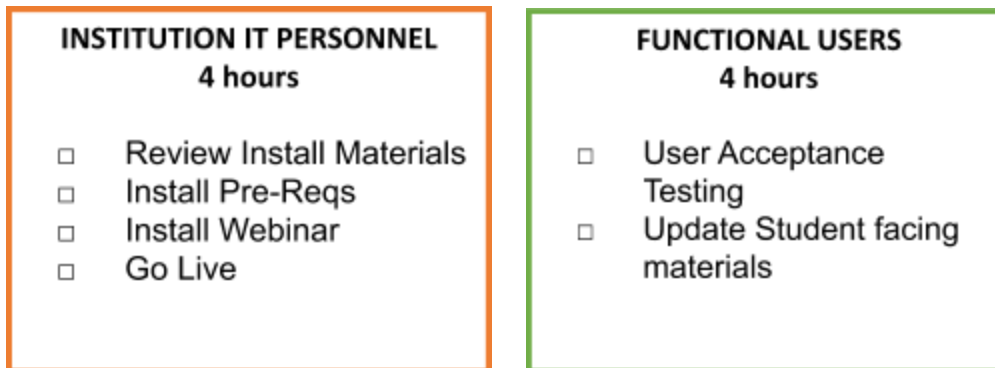 INSTITUTION IT PERSONNEL
4 hours
□ Review Install Materials
□ Install Pre-Reqs
□ Install Webinar
□ Go Live
FUNCTIONAL USERS
4 hours
□ User Acceptance
Testing
□ Update Student facing
materials